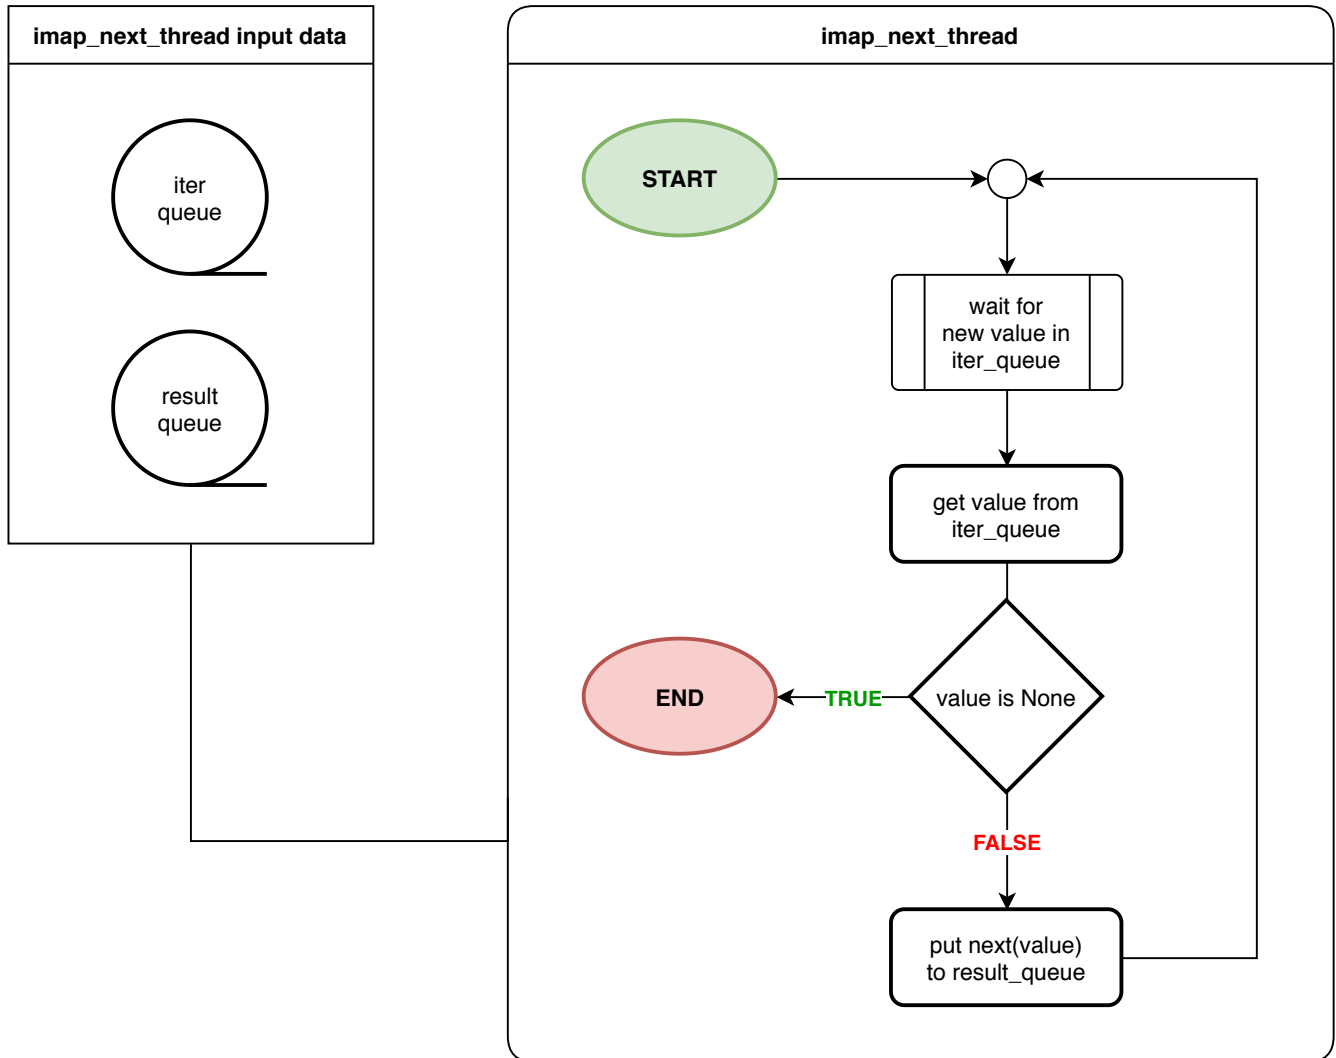 imap_next_thread input data
iter
queue
result
queue
imap_next_thread
START
wait for
new value in
iter_queue
get value from
iter_queue
value is None
TRUE
END
FALSE
put next(value)
to result_queue